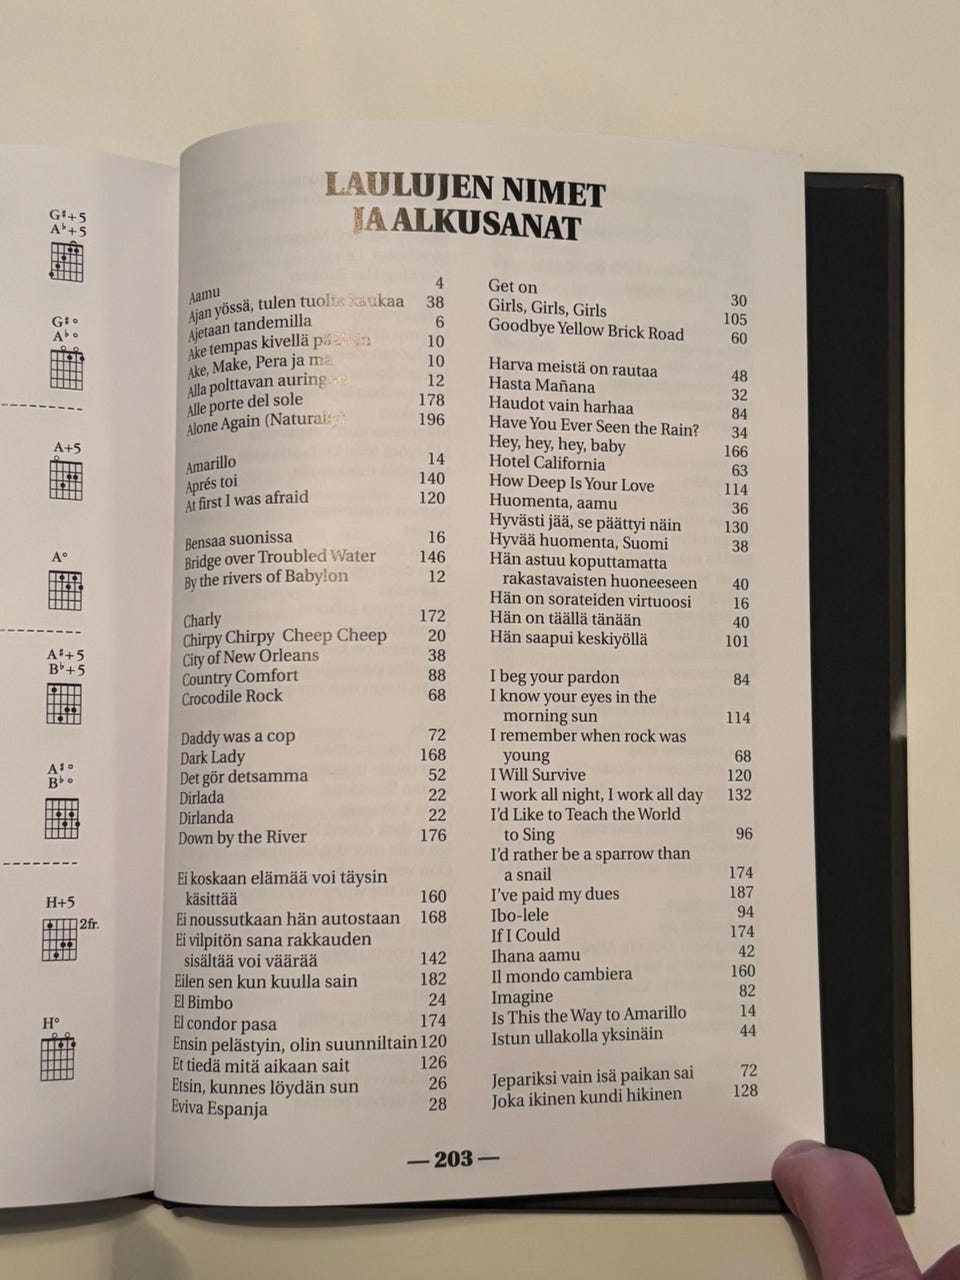 G♯+5
A♭+5
G♯°
A♭°
A+5
A°
A♯+5
B♭+5
A♯°
B♭°
H+5
2fr.
H°
LAULUJEN NIMET
JA ALKUSANAT
Aamu 4
Ajan yössä, tulen tuolta kaukaa 38
Ajetaan tandemilla 6
Ake tempas kivellä 10
Ake, Make, Pera ja 10
Alla polttavan 12
Alle porte del sole 178
Alone Again 196
Amarillo 14
Aprés toi 140
At first I was afraid 120
Bensaa suonissa 16
Bridge over Troubled Water 146
By the rivers of Babylon 12
Charly 172
Chirpy Chirpy Cheep Cheep 20
City of New Orleans 38
Country Comfort 88
Crocodile Rock 68
Daddy was a cop 72
Dark Lady 168
Det gör detsamma 52
Dirlada 22
Dirlanda 22
Down by the River 176
Ei koskaan elämää voi täysin
käsittää 160
Ei noussutkaan hän autostaan 168
Ei vilpitön sana rakkauden
sisältää voi väärää 142
Eilen sen kun kuulla sain 182
El Bimbo 24
El condor pasa 174
Ensin pelästyin, olin suunniltain 120
Et tiedä mitä aikaan sait 126
Etsin, kunnes löydän sun 26
Eviva Espanja 28
Get on 30
Girls, Girls, Girls 105
Goodbye Yellow Brick Road 60
Harva meistä on rautaa 48
Hasta Mañana 32
Haudot vain harhaa 84
Have You Ever Seen the Rain? 34
Hey, hey, hey, baby 166
Hotel California 63
How Deep Is Your Love 114
Huomenta, aamu 36
Hyvästi jää, se päättyi näin 130
Hyvää huomenta, Suomi 38
Hän astuu koputtamatta
rakastavaisten huoneeseen 40
Hän on sorateiden virtuoosi 16
Hän on täällä tänään 40
Hän saapui keskiyöllä 101
I beg your pardon 84
I know your eyes in the
morning sun 114
I remember when rock was
young 68
I Will Survive 120
I work all night, I work all day 132
I'd Like to Teach the World
to Sing 96
I'd rather be a sparrow than
a snail 174
I've paid my dues 187
Ibo-lele 94
If I Could 174
Ihana aamu 42
Il mondo cambiera 160
Imagine 82
Is This the Way to Amarillo 14
Istun ullakolla yksinäin 44
Jepariksi vain isä paikan sai 72
Joka ikinen kundi hikinen 128
— 203 —